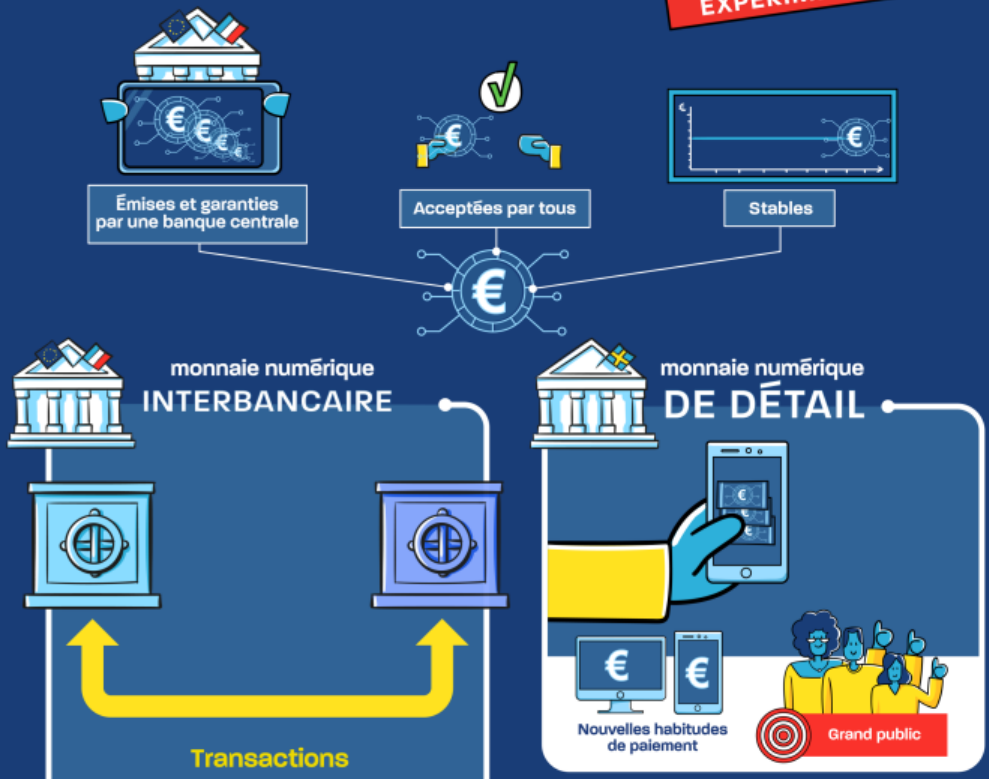 Émises et garanties
par une banque centrale
Acceptées par tous
€
Stables
€
monnaie numérique
INTERBANCAIRE
monnaie numérique
DE DÉTAIL
€
€
Nouvelles habitudes
de paiement
Grand public
Transactions